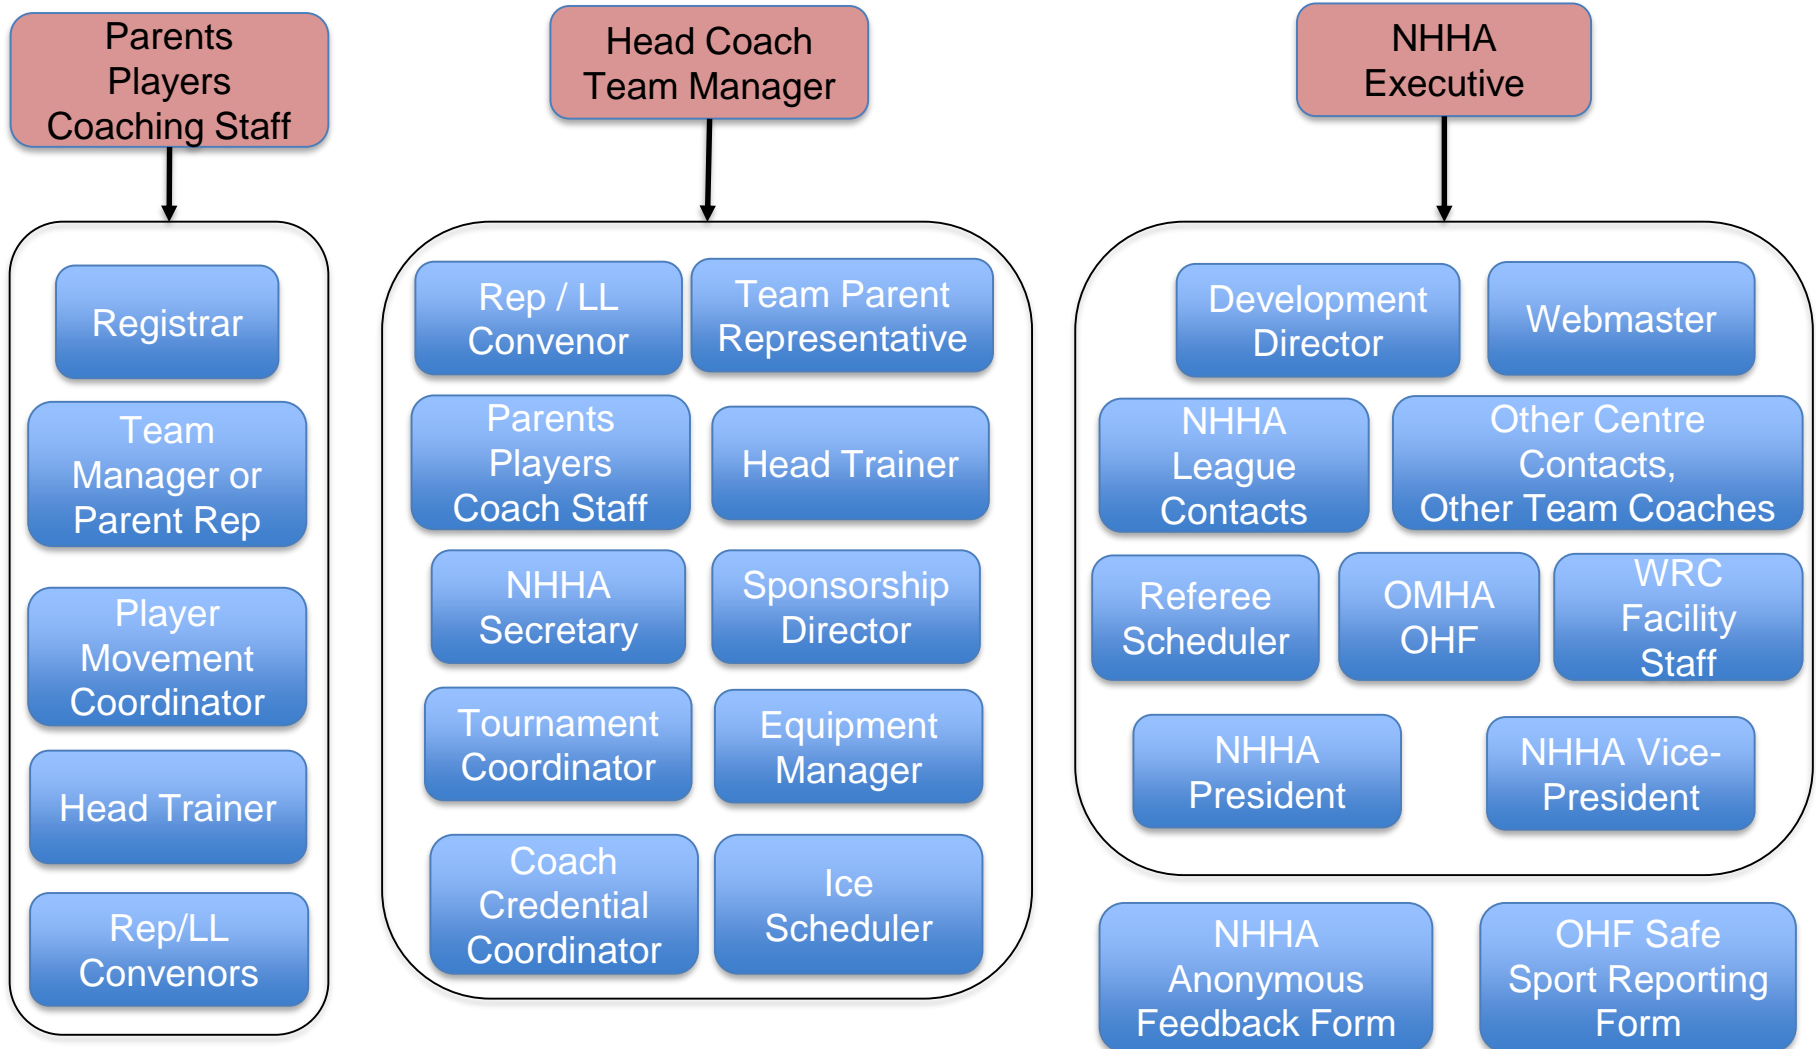 Parents
Players
Coaching Staff
Head Coach
Team Manager
NHHA
Executive
Registrar
Team
Manager or
Parent Rep
Player
Movement
Coordinator
Head Trainer
Rep/LL
Convenors
Rep / LL
Convenor
Team Parent
Representative
Parents
Players
Coach Staff
Head Trainer
NHHA
Secretary
Sponsorship
Director
Tournament
Coordinator
Equipment
Manager
Coach
Credential
Coordinator
Ice
Scheduler
Development
Director
Webmaster
NHHA
League
Contacts
Other Centre
Contacts,
Other Team Coaches
Referee
Scheduler
OMHA
OHF
WRC
Facility
Staff
NHHA
President
NHHA Vice-
President
NHHA
Anonymous
Feedback Form
OHF Safe
Sport Reporting
Form